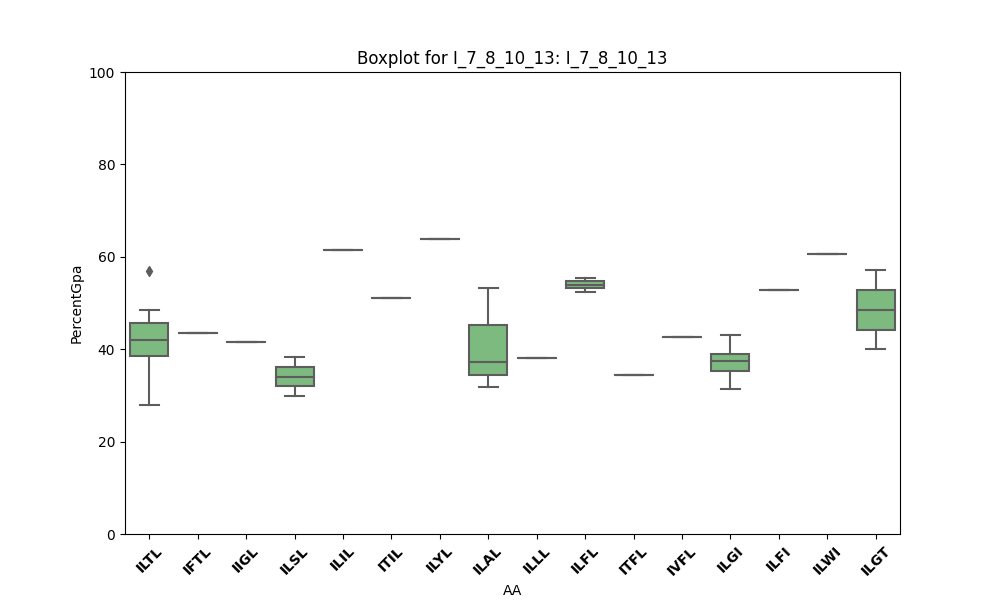 Boxplot for I_7_8_10_13: I_7_8_10_13
100
80
60
40
20
0
PercentGpa
ILTL IFTL IIGL ILSL ILIL ITIL ILYL ILAL ILLL ILFL ITFL IVFL ILGI ILFI ILWI ILGT
AA